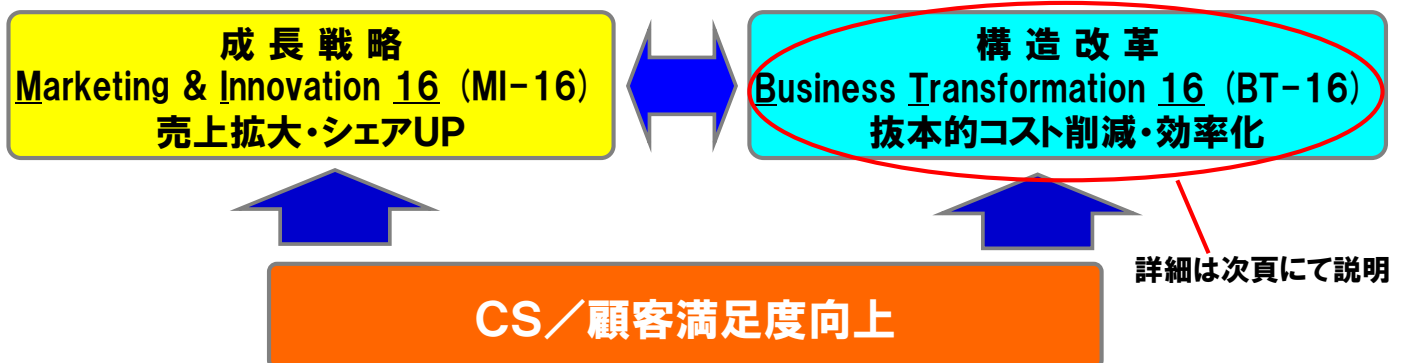 成長戦略
Marketing & Innovation 16 (MI-16)
売上拡大・シェアUP
構造改革
Business Transformation 16 (BT-16)
抜本的コスト削減・効率化
詳細は次頁にて説明
CS/顧客満足度向上